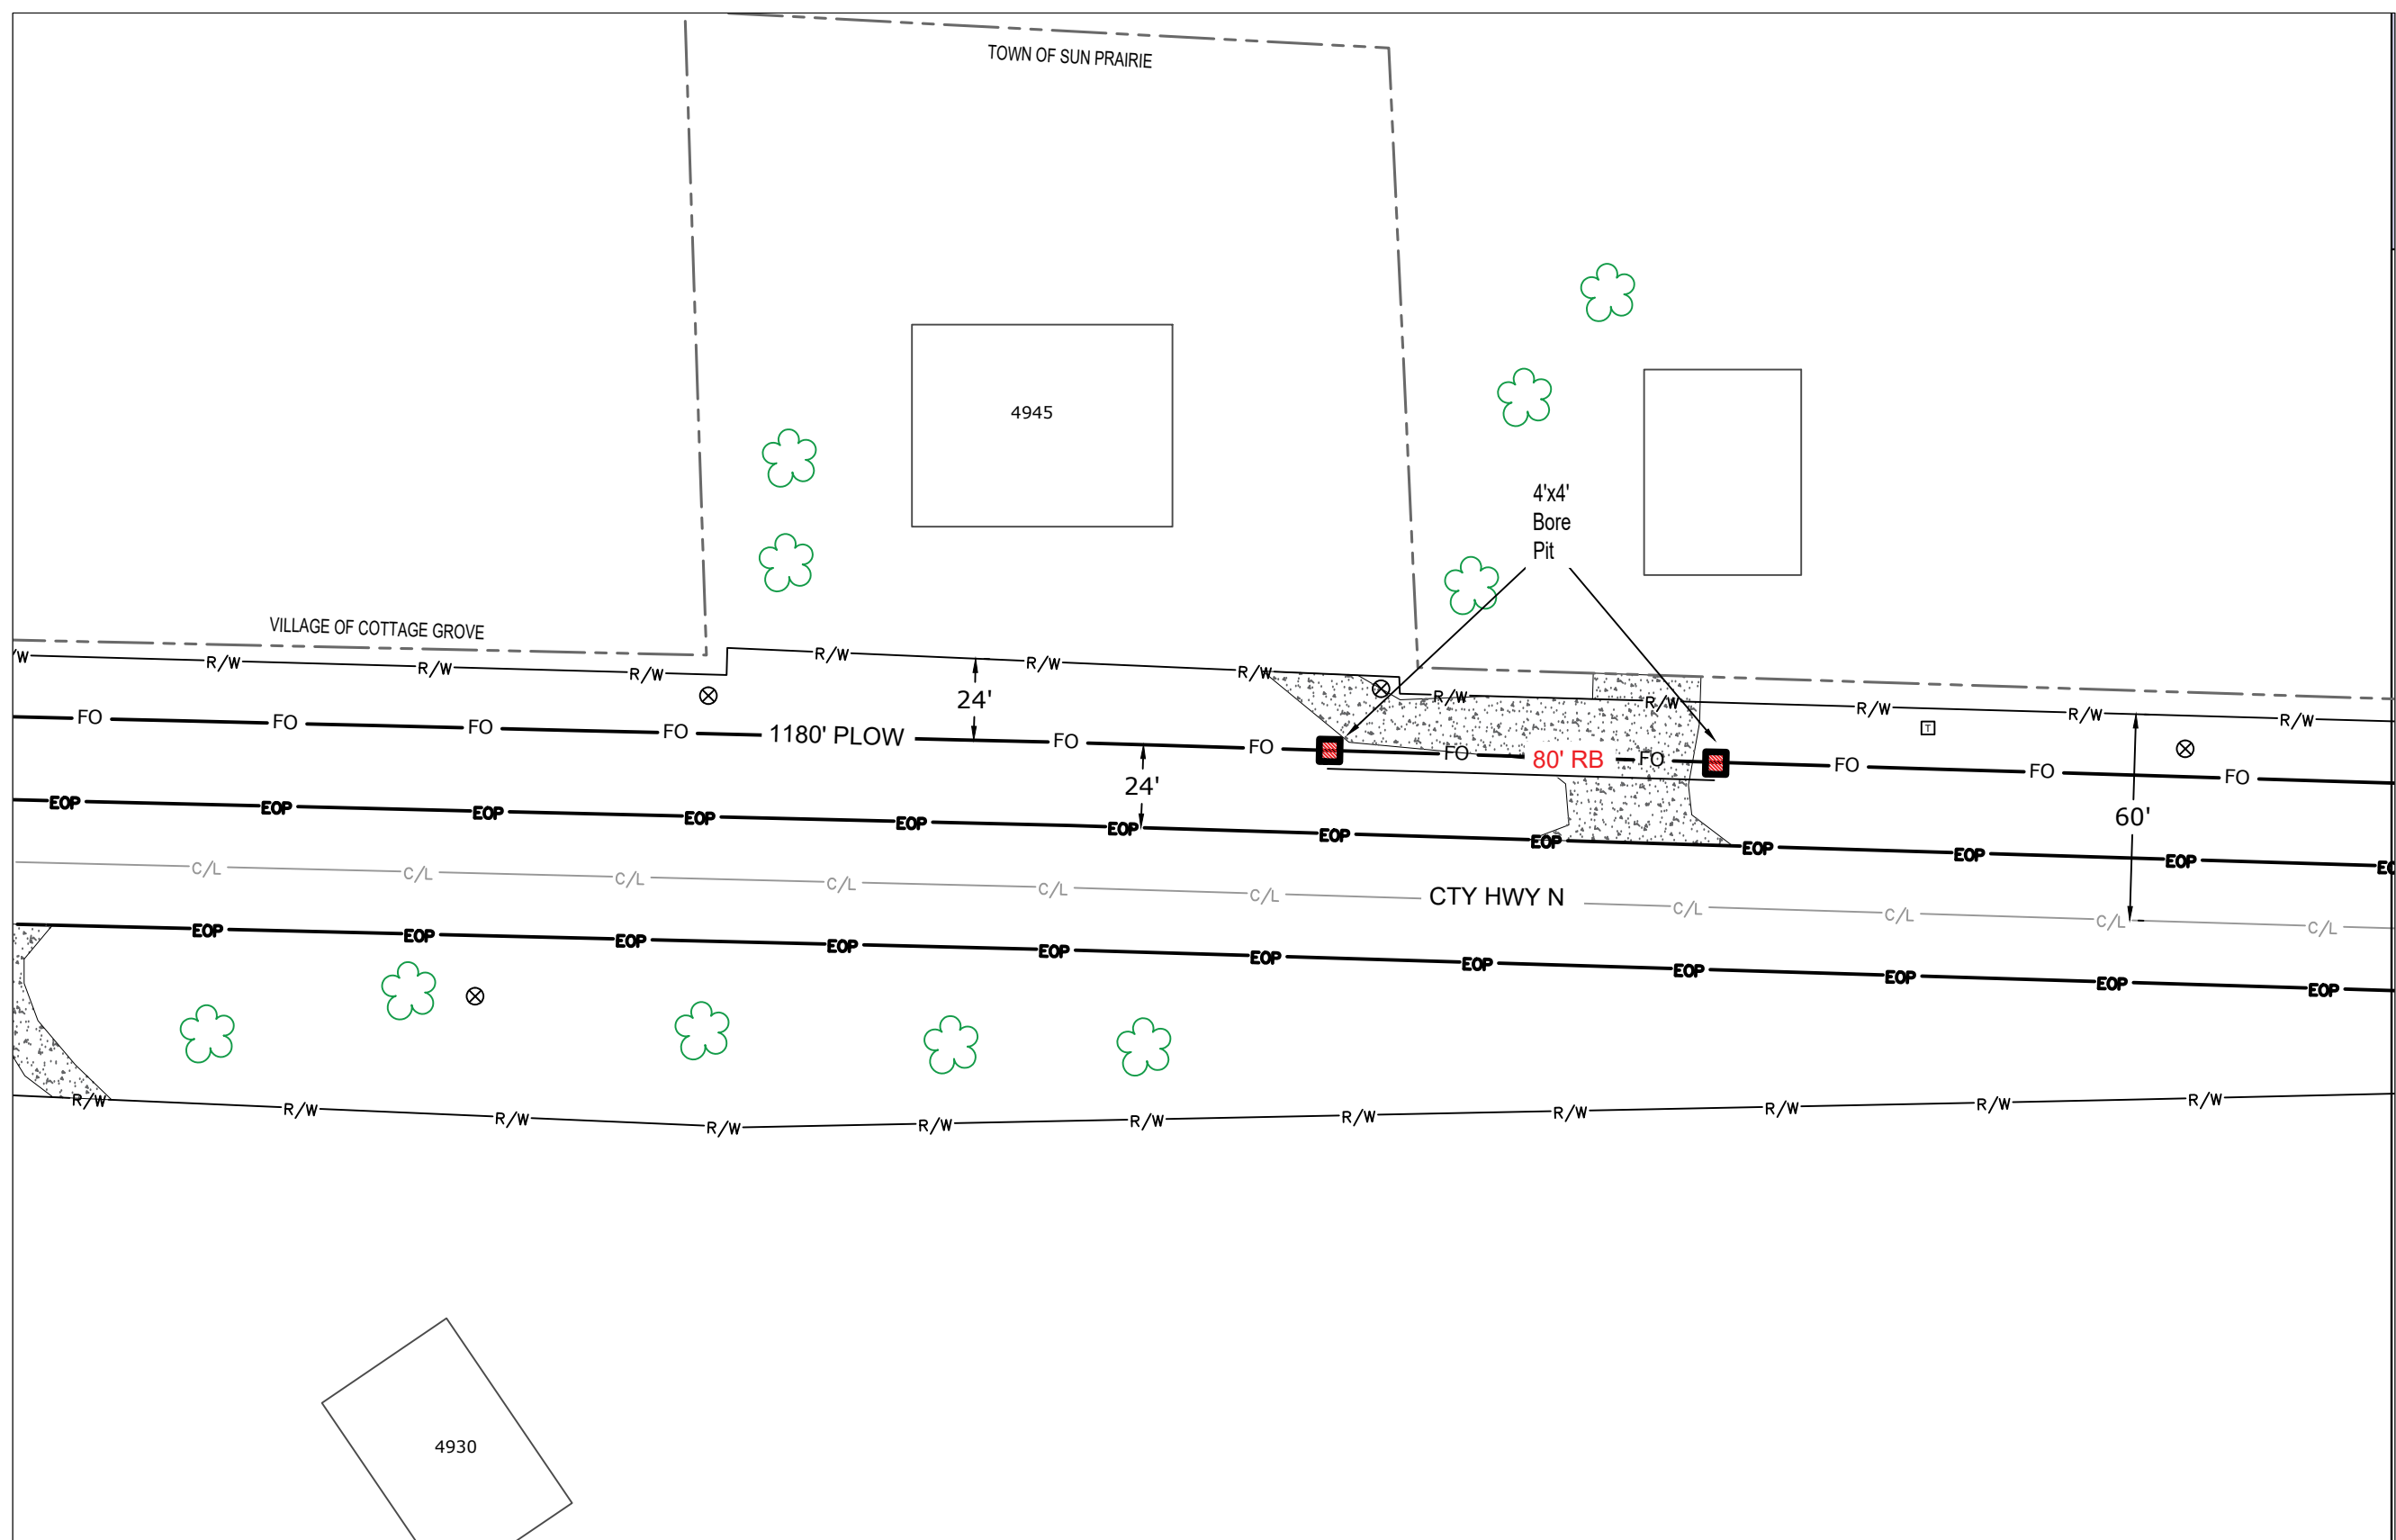 TOWN OF SUN PRAIRIE
4945
4'x4'
Bore
Pit
VILLAGE OF COTTAGE GROVE
/W R/W R/W R/W R/W R/W R/W R/W R/W R/W R/W R/W
24'
T
FO FO FO FO 1180' PLOW FO FO FO 80' RB FO FO FO FO
24'
60'
EOP EOP EOP EOP EOP EOP EOP EOP EOP EOP EOP EO
C/L C/L C/L C/L C/L C/L CTY HWY N C/L C/L C/L C/L
EOP EOP EOP EOP EOP EOP EOP EOP EOP EOP EOP
R/W R/W R/W R/W R/W R/W R/W R/W R/W R/W R/W
4930